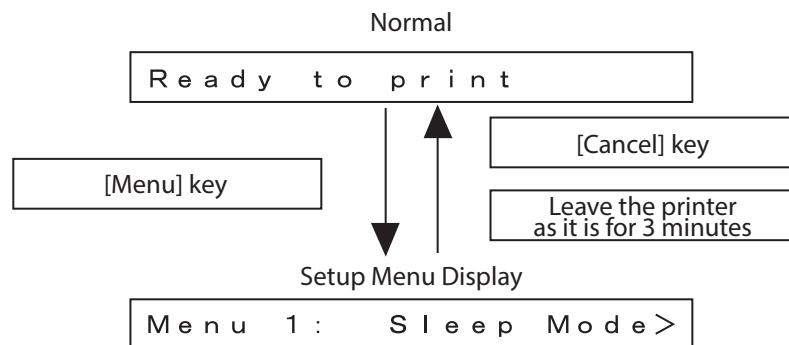 Normal
Ready to print
[Cancel] key
[Menu] key
Leave the printer
as it is for 3 minutes
Setup Menu Display
Menu 1: Sleep Mode>